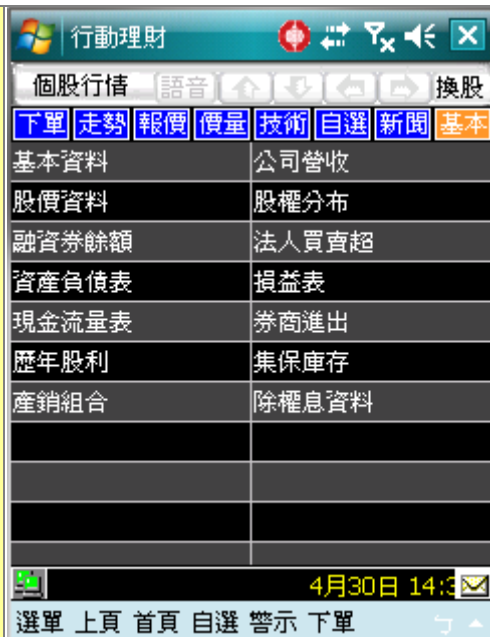 行動理財
個股行情 語音 換股
下單 走勢 報價 價量 技術 自選 新聞 基本
基本資料 公司營收
股價資料 股權分布
融資券餘額 法人買賣超
資產負債表 損益表
現金流量表 券商進出
歷年股利 集保庫存
產銷組合 除權息資料
4月30日 14:3
選單 上頁 首頁 自選 警示 下單